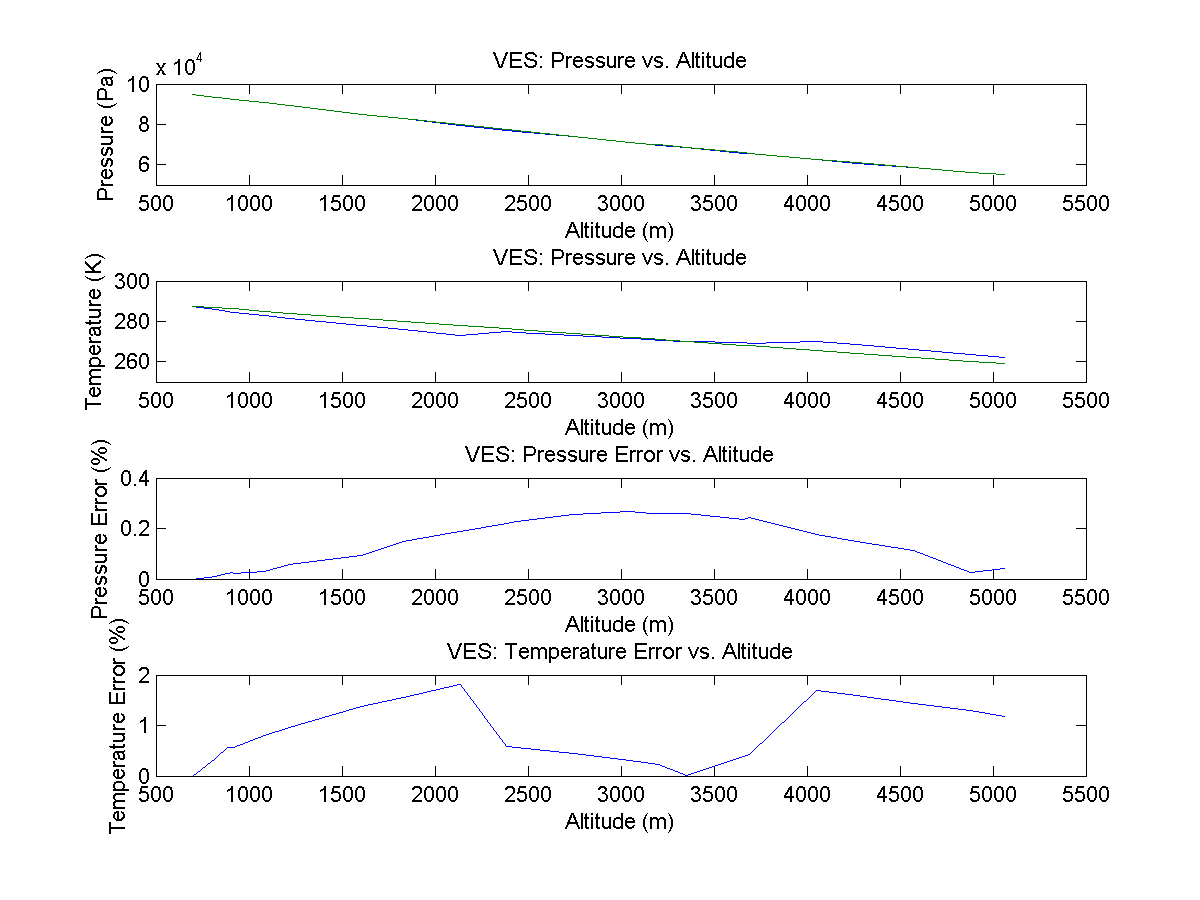 VES: Pressure vs. Altitude
x 10^4
Pressure (Pa)
10
8
6
500 1000 1500 2000 2500 3000 3500 4000 4500 5000 5500
Altitude (m)
VES: Pressure vs. Altitude
Temperature (K)
300
280
260
500 1000 1500 2000 2500 3000 3500 4000 4500 5000 5500
Altitude (m)
VES: Pressure Error vs. Altitude
Pressure Error (%)
0.4
0.2
0
500 1000 1500 2000 2500 3000 3500 4000 4500 5000 5500
Altitude (m)
VES: Temperature Error vs. Altitude
Temperature Error (%)
2
1
0
500 1000 1500 2000 2500 3000 3500 4000 4500 5000 5500
Altitude (m)